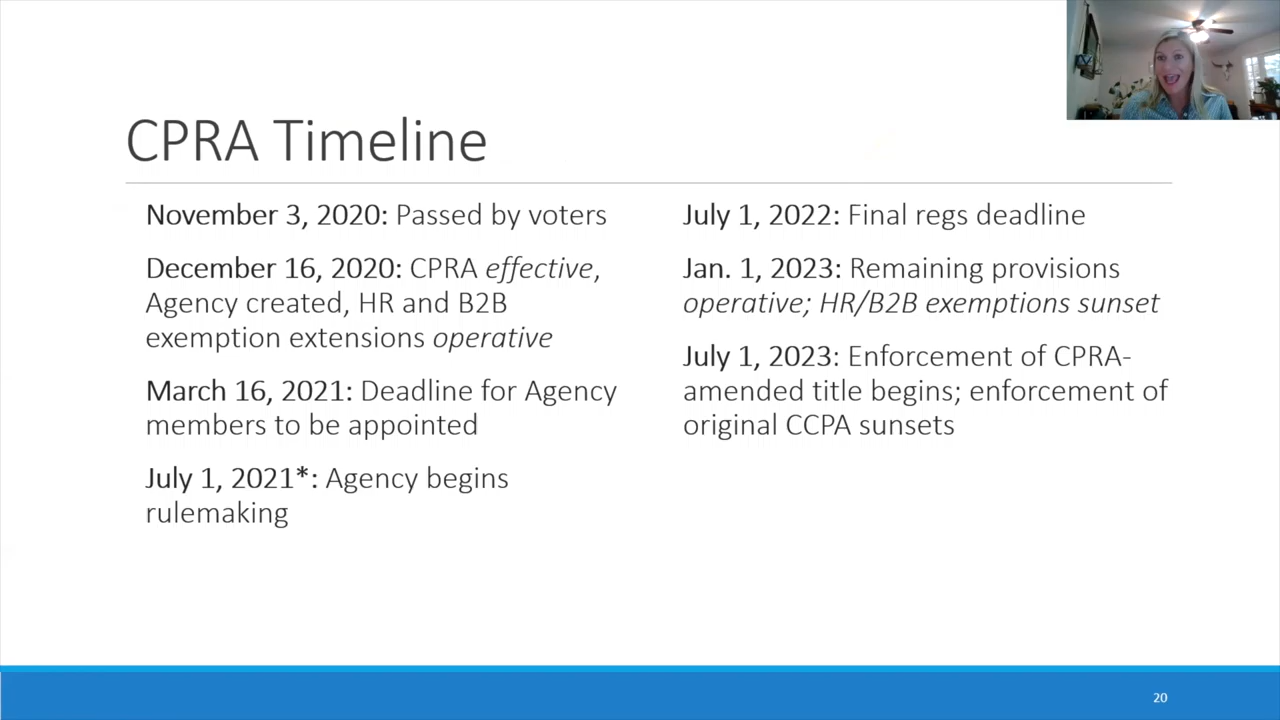 CPRA Timeline
November 3, 2020: Passed by voters
December 16, 2020: CPRA effective,
Agency created, HR and B2B
exemption extensions operative
March 16, 2021: Deadline for Agency
members to be appointed
July 1, 2021*: Agency begins
rulemaking
July 1, 2022: Final regs deadline
Jan. 1, 2023: Remaining provisions
operative; HR/B2B exemptions sunset
July 1, 2023: Enforcement of CPRA-
amended title begins; enforcement of
original CCPA sunsets
20